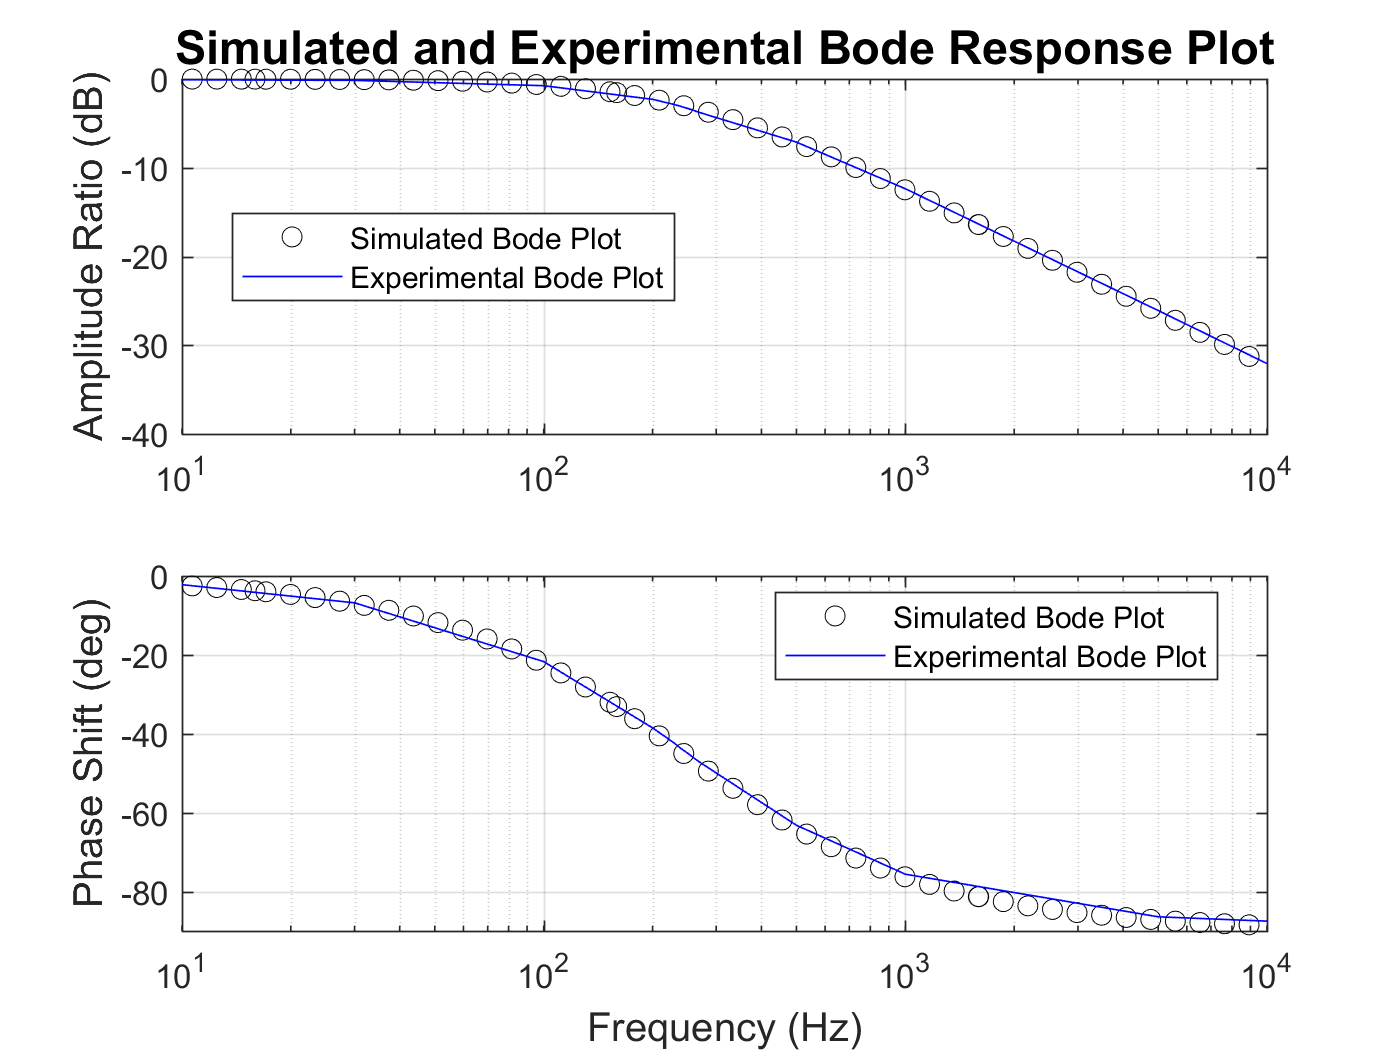 Simulated and Experimental Bode Response Plot
Amplitude Ratio (dB)
0
-10
-20
-30
-40
Simulated Bode Plot
Experimental Bode Plot
10^1 10^2 10^3 10^4
Phase Shift (deg)
0
-20
-40
-60
-80
Simulated Bode Plot
Experimental Bode Plot
10^1 10^2 10^3 10^4
Frequency (Hz)